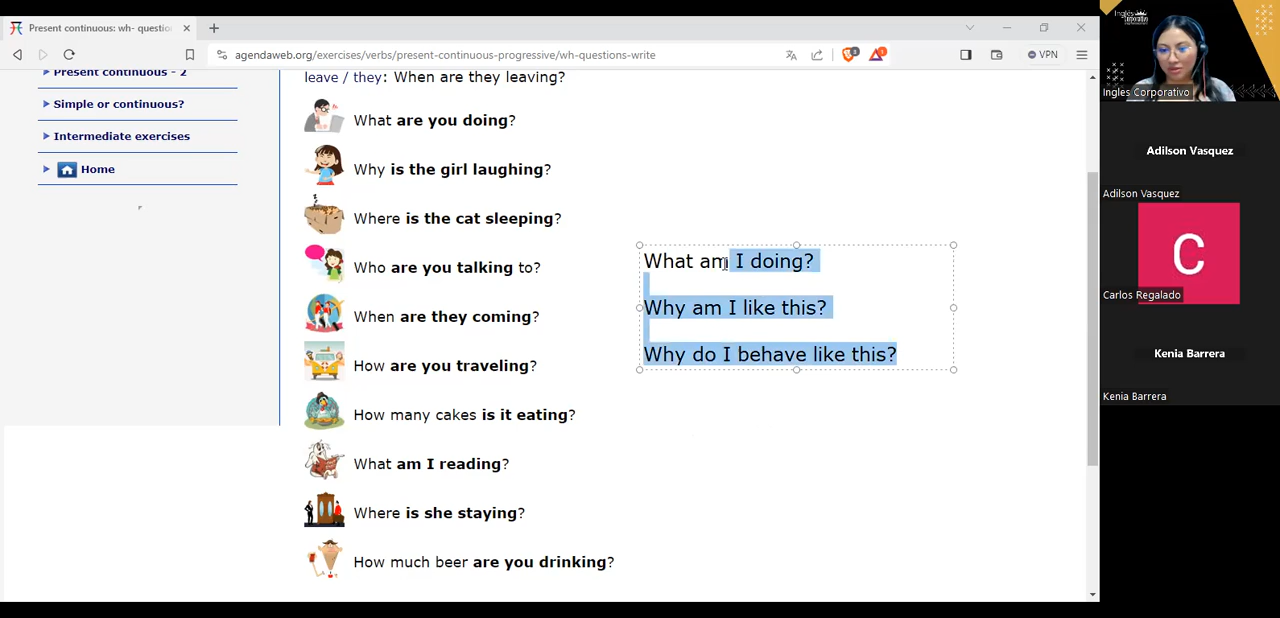 Present continuous: wh- questio
agendaweb.org/exercises/verbs/present-continuous-progressive/wh-questions-write
VPN
Present continuous - 2
Simple or continuous?
Intermediate exercises
Home
leave / they: When are they leaving?
What are you doing?
Why is the girl laughing?
Where is the cat sleeping?
Who are you talking to?
When are they coming?
How are you traveling?
How many cakes is it eating?
What am I reading?
Where is she staying?
How much beer are you drinking?
What am I doing?
Why am I like this?
Why do I behave like this?
Inglés
Corporativo
Ingles Corporativo
Adilson Vasquez
Adilson Vasquez
C
Carlos Regalado
Kenia Barrera
Kenia Barrera